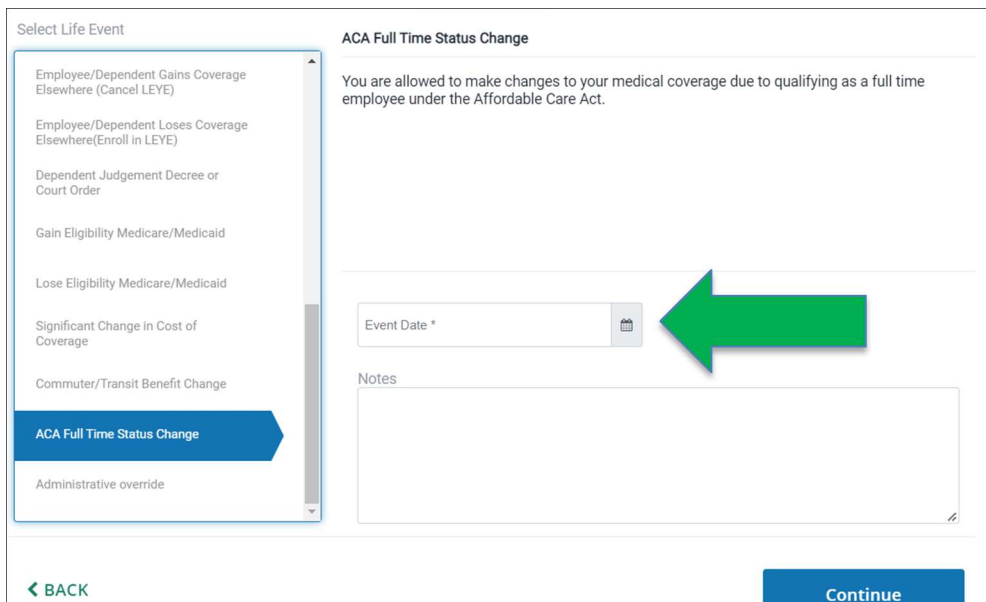 Select Life Event
Employee/Dependent Gains Coverage
Elsewhere (Cancel LEYE)
Employee/Dependent Loses Coverage
Elsewhere(Enroll in LEYE)
Dependent Judgement Decree or
Court Order
Gain Eligibility Medicare/Medicaid
Lose Eligibility Medicare/Medicaid
Significant Change in Cost of
Coverage
Commuter/Transit Benefit Change
ACA Full Time Status Change
Administrative override
ACA Full Time Status Change
You are allowed to make changes to your medical coverage due to qualifying as a full time
employee under the Affordable Care Act.
Event Date *
Notes
BACK
Continue